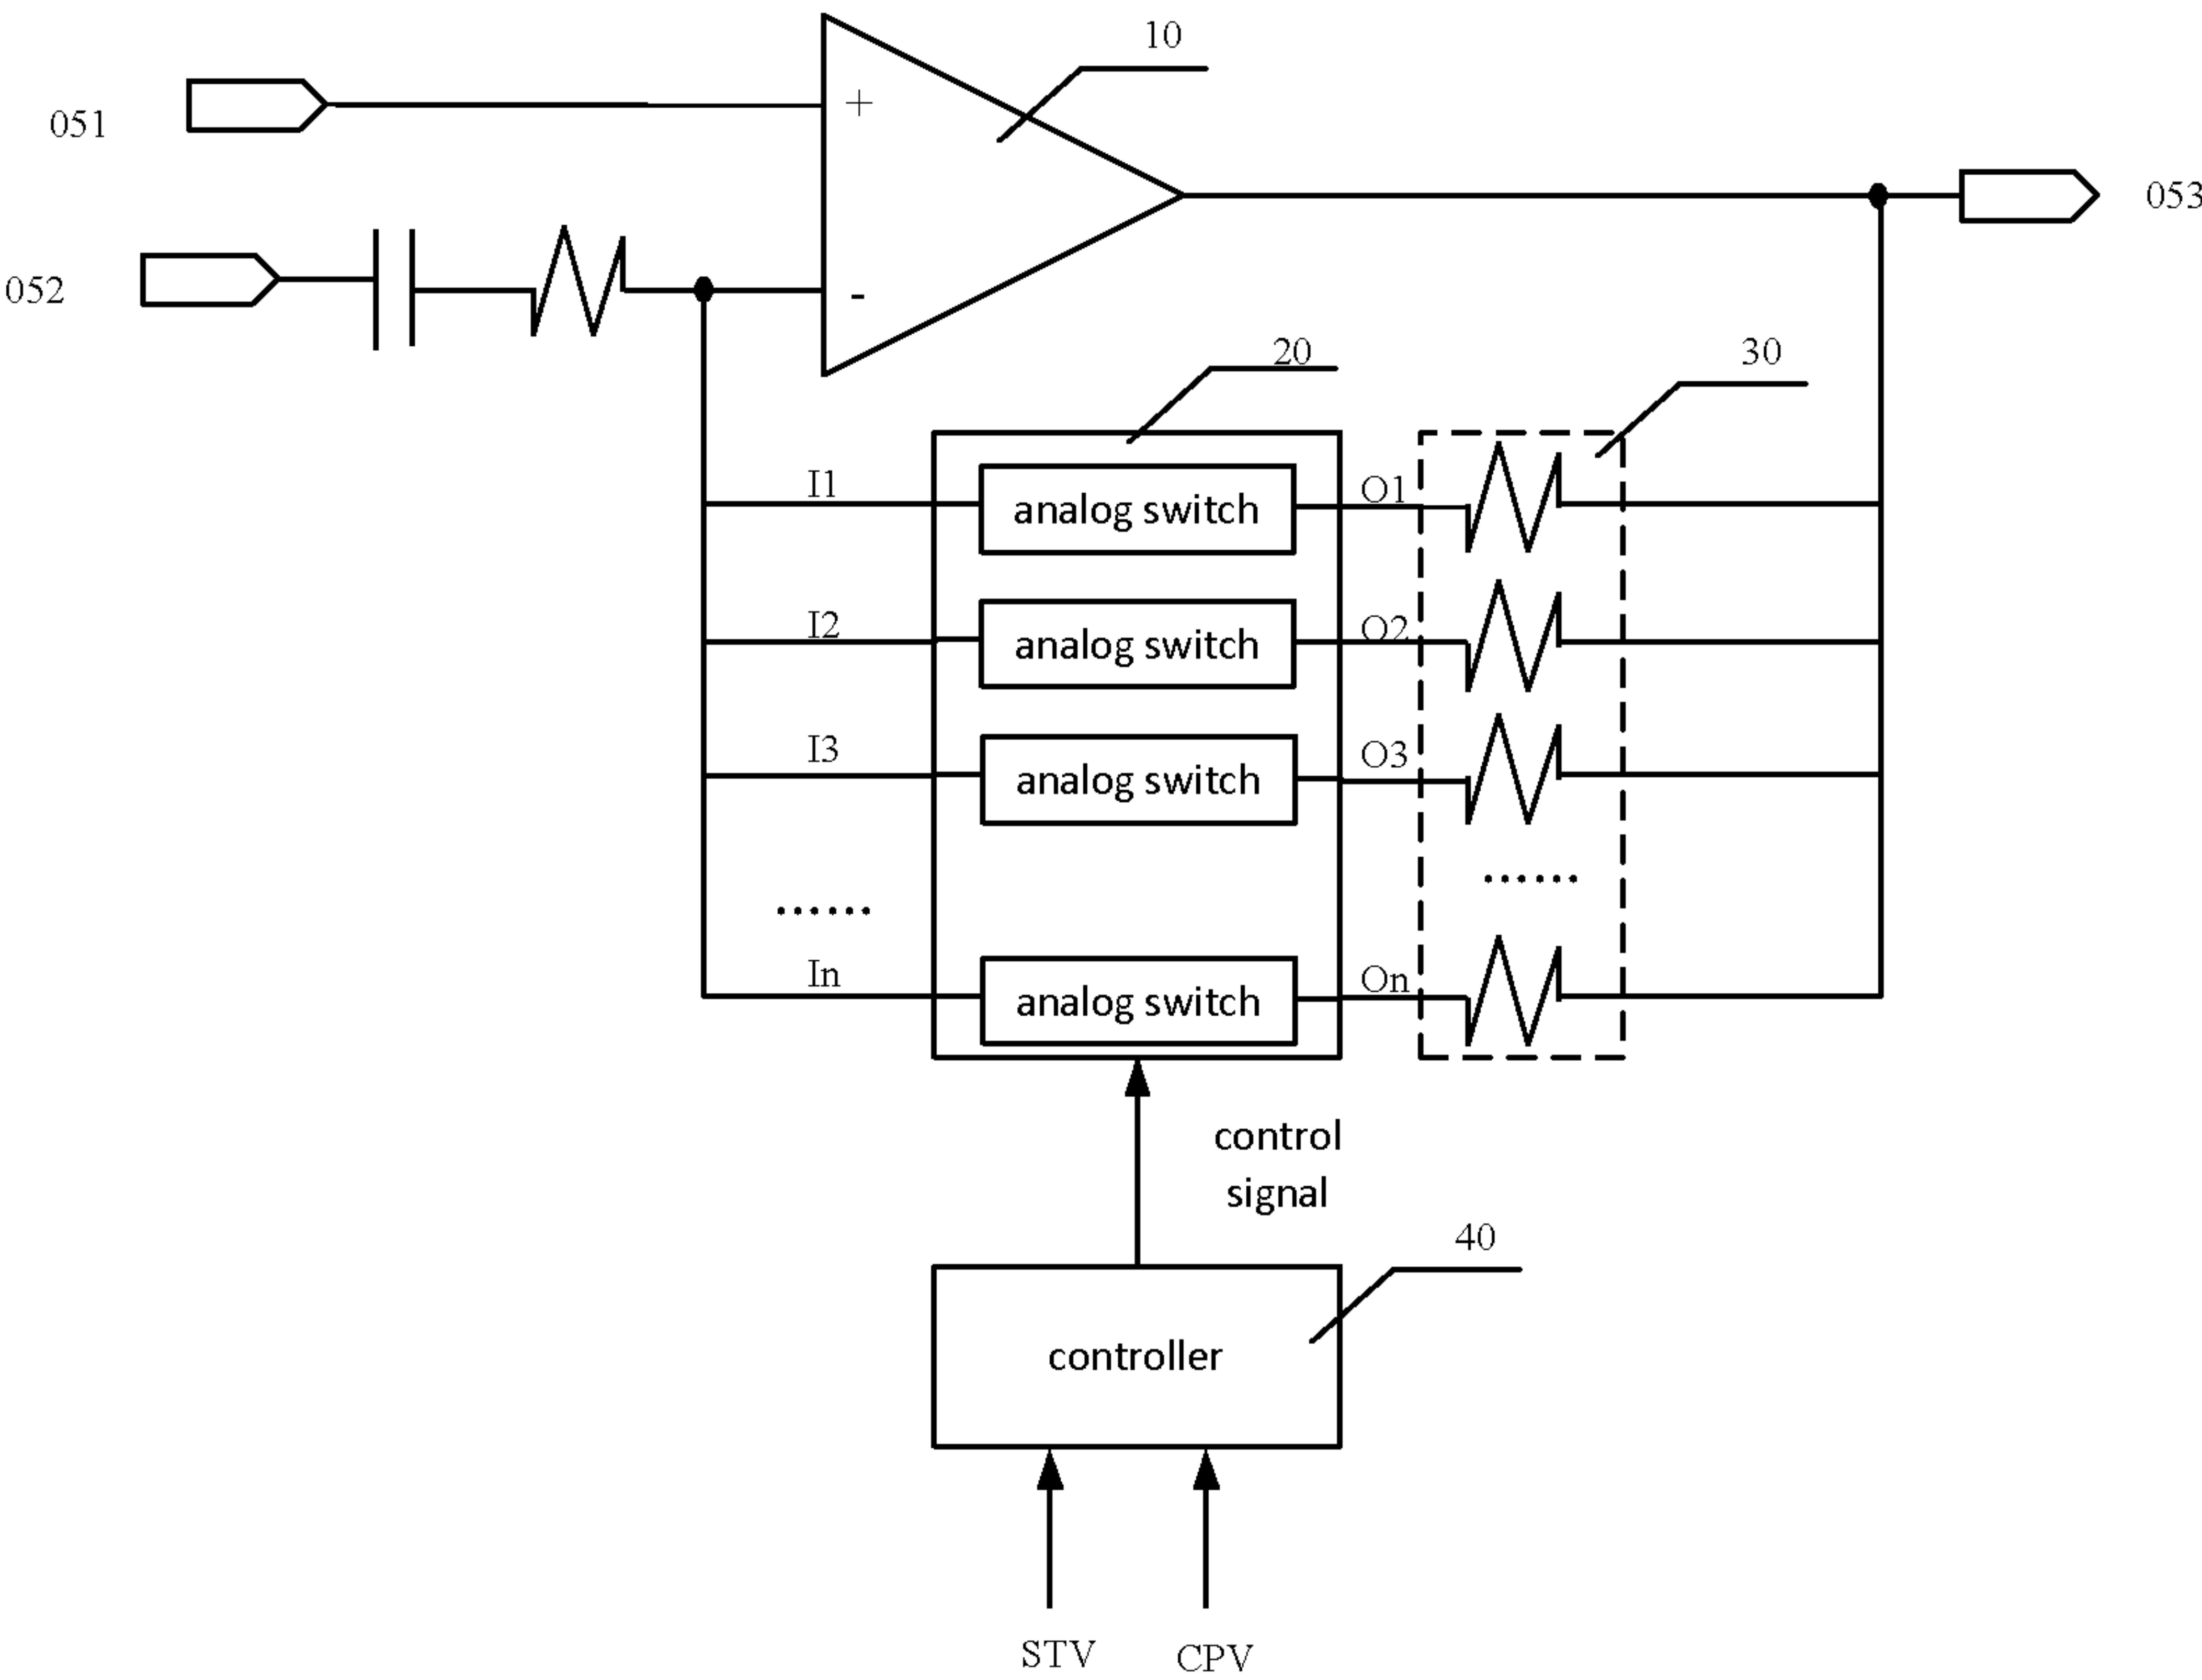 10
051
+
053
052
-
20
30
I1
analog switch
O1
I2
analog switch
O2
I3
analog switch
O3
......
......
In
analog switch
On
control
signal
40
controller
STV
CPV